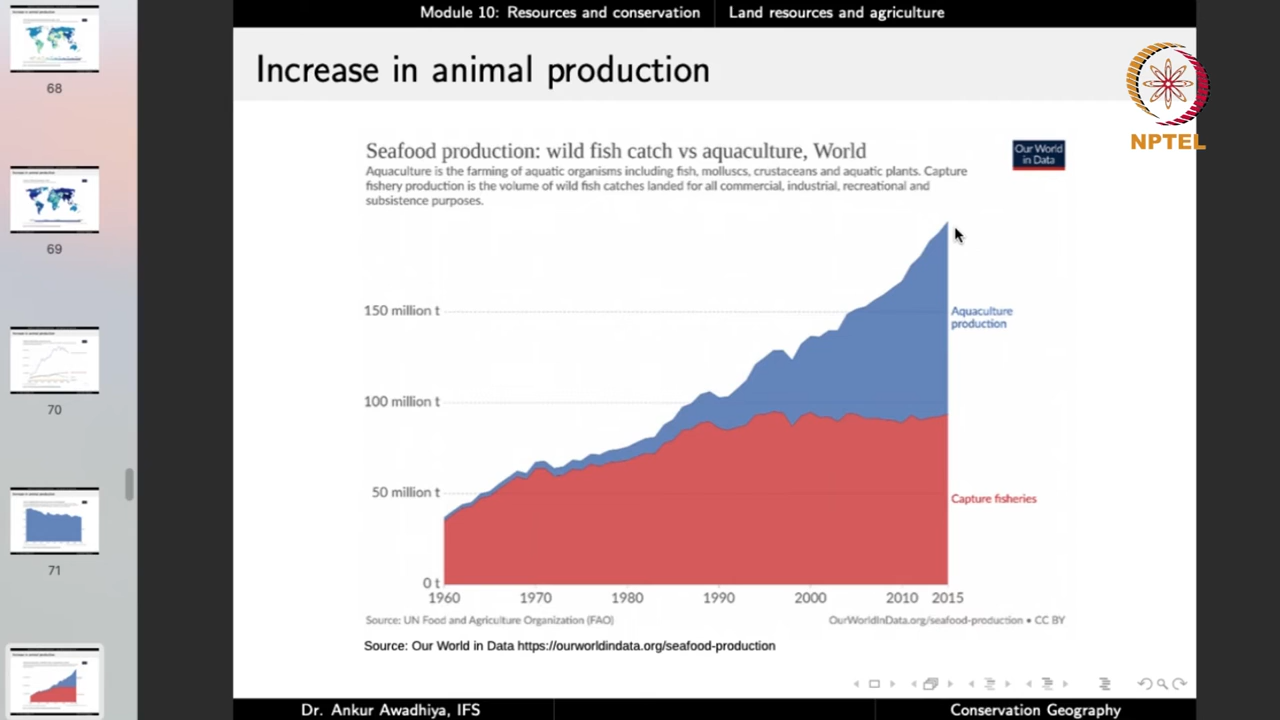 Module 10: Resources and conservation Land resources and agriculture
Increase in animal production
NPTEL
Seafood production: wild fish catch vs aquaculture, World
Our World
in Data
Aquaculture is the farming of aquatic organisms including fish, molluscs, crustaceans and aquatic plants. Capture
fishery production is the volume of wild fish catches landed for all commercial, industrial, recreational and
subsistence purposes.
150 million t
100 million t
50 million t
0 t
Aquaculture
production
Capture fisheries
1960 1970 1980 1990 2000 2010 2015
Source: UN Food and Agriculture Organization (FAO) OurWorldInData.org/seafood-production • CC BY
Source: Our World in Data https://ourworldindata.org/seafood-production
Dr. Ankur Awadhiya, IFS Conservation Geography
68
69
70
71